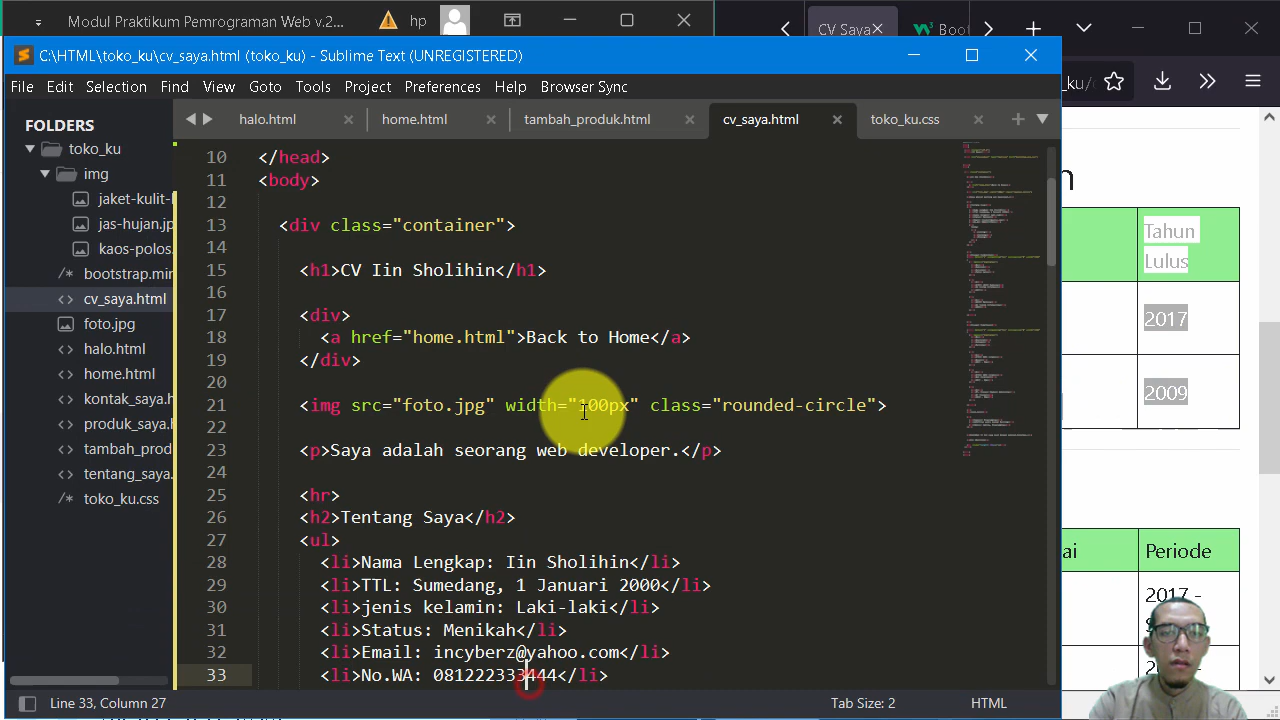 Modul Praktikum Pemrograman Web v.2...
hp
CV Saya
Boot
C:\HTML\toko_ku\cv_saya.html (toko_ku) - Sublime Text (UNREGISTERED)
File Edit Selection Find View Goto Tools Project Preferences Help Browser Sync
_ku/
FOLDERS
toko_ku
img
jaket-kulit-
jas-hujan.j
kaos-polos
bootstrap.min
cv_saya.html
foto.jpg
halo.html
home.html
kontak_saya.h
produk_saya.h
tambah_prod
tentang_saya.
toko_ku.css
halo.html home.html tambah_produk.html cv_saya.html toko_ku.css
10 </head>
11 <body>
12
13 <div class="container">
14
15 <h1>CV Iin Sholihin</h1>
16
17 <div>
18 <a href="home.html">Back to Home</a>
19 </div>
20
21 <img src="foto.jpg" width="100px" class="rounded-circle">
22
23 <p>Saya adalah seorang web developer.</p>
24
25 <hr>
26 <h2>Tentang Saya</h2>
27 <ul>
28 <li>Nama Lengkap: Iin Sholihin</li>
29 <li>TTL: Sumedang, 1 Januari 2000</li>
30 <li>jenis kelamin: Laki-laki</li>
31 <li>Status: Menikah</li>
32 <li>Email: incyberz@yahoo.com</li>
33 <li>No.WA: 081222333444</li>
n
Tahun
Lulus
2017
2009
ai
Periode
2017 -
Line 33, Column 27
Tab Size: 2
HTML